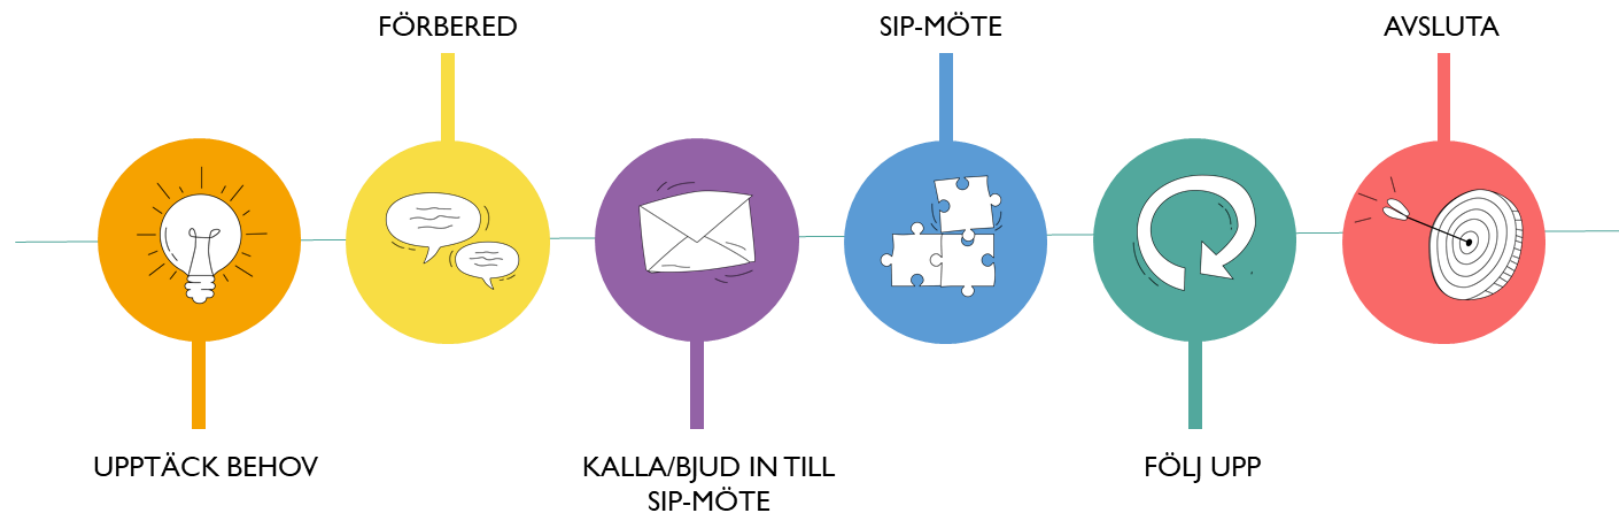 FÖRBERED
SIP-MÖTE
AVSLUTA
UPPTÄCK BEHOV
KALLA/BJUD IN TILL
SIP-MÖTE
FÖLJ UPP